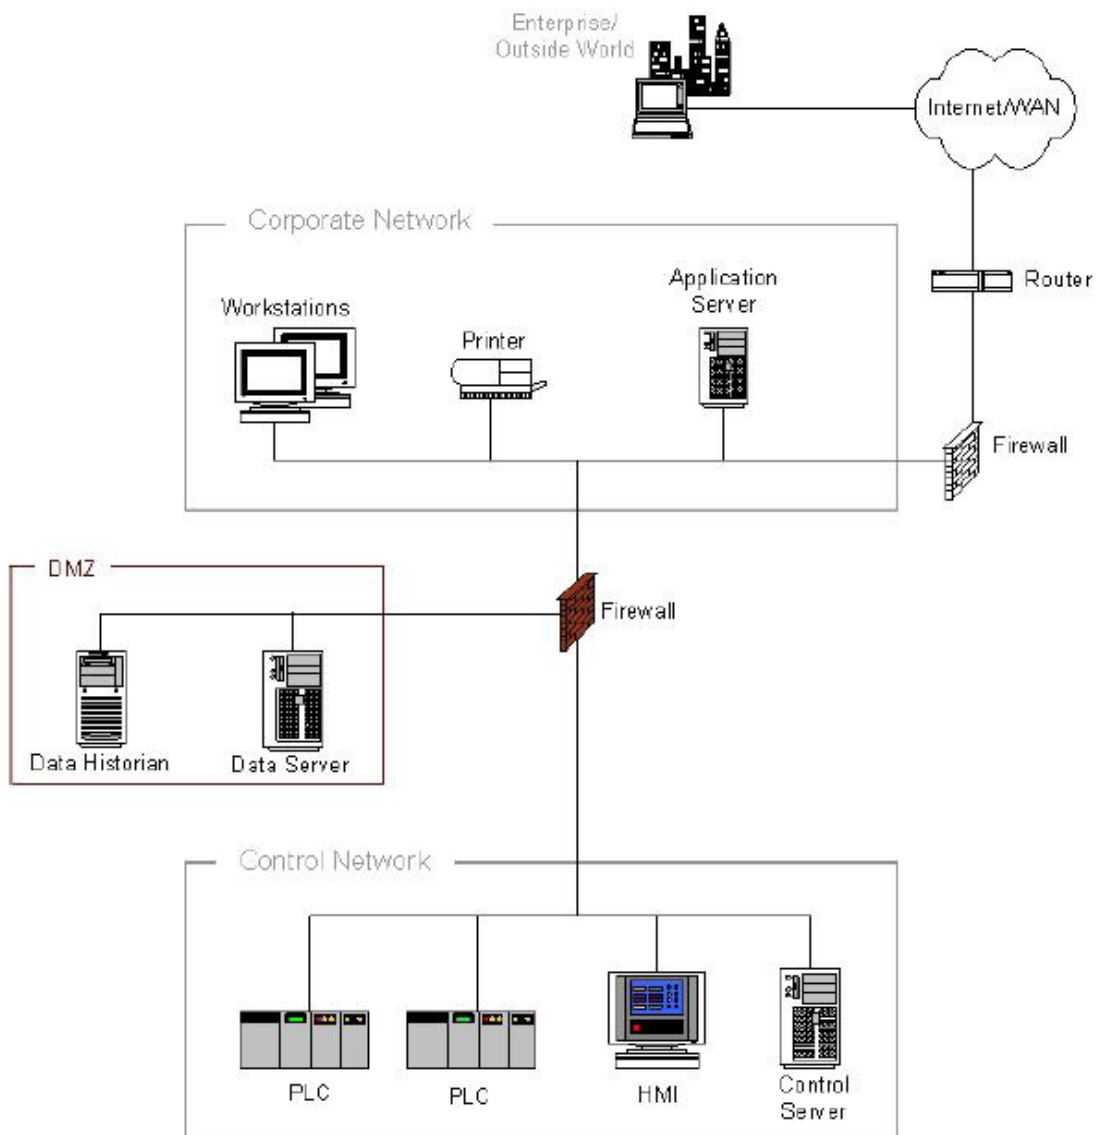 Enterprise/
Outside World
Internet/WAN
Corporate Network
Router
Application
Server
Workstations
Printer
Firewall
DMZ
Firewall
Data Historian
Data Server
Control Network
PLC
PLC
HMI
Control
Server